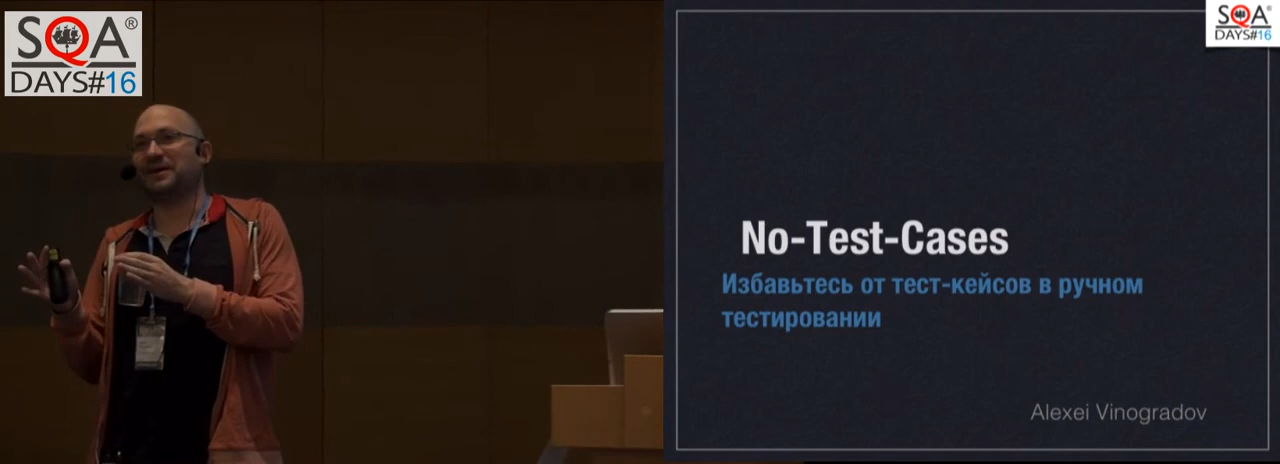 SQA®
DAYS#16
SQA®
DAYS#16
No-Test-Cases
Избавьтесь от тест-кейсов в ручном
тестировании
Alexei Vinogradov